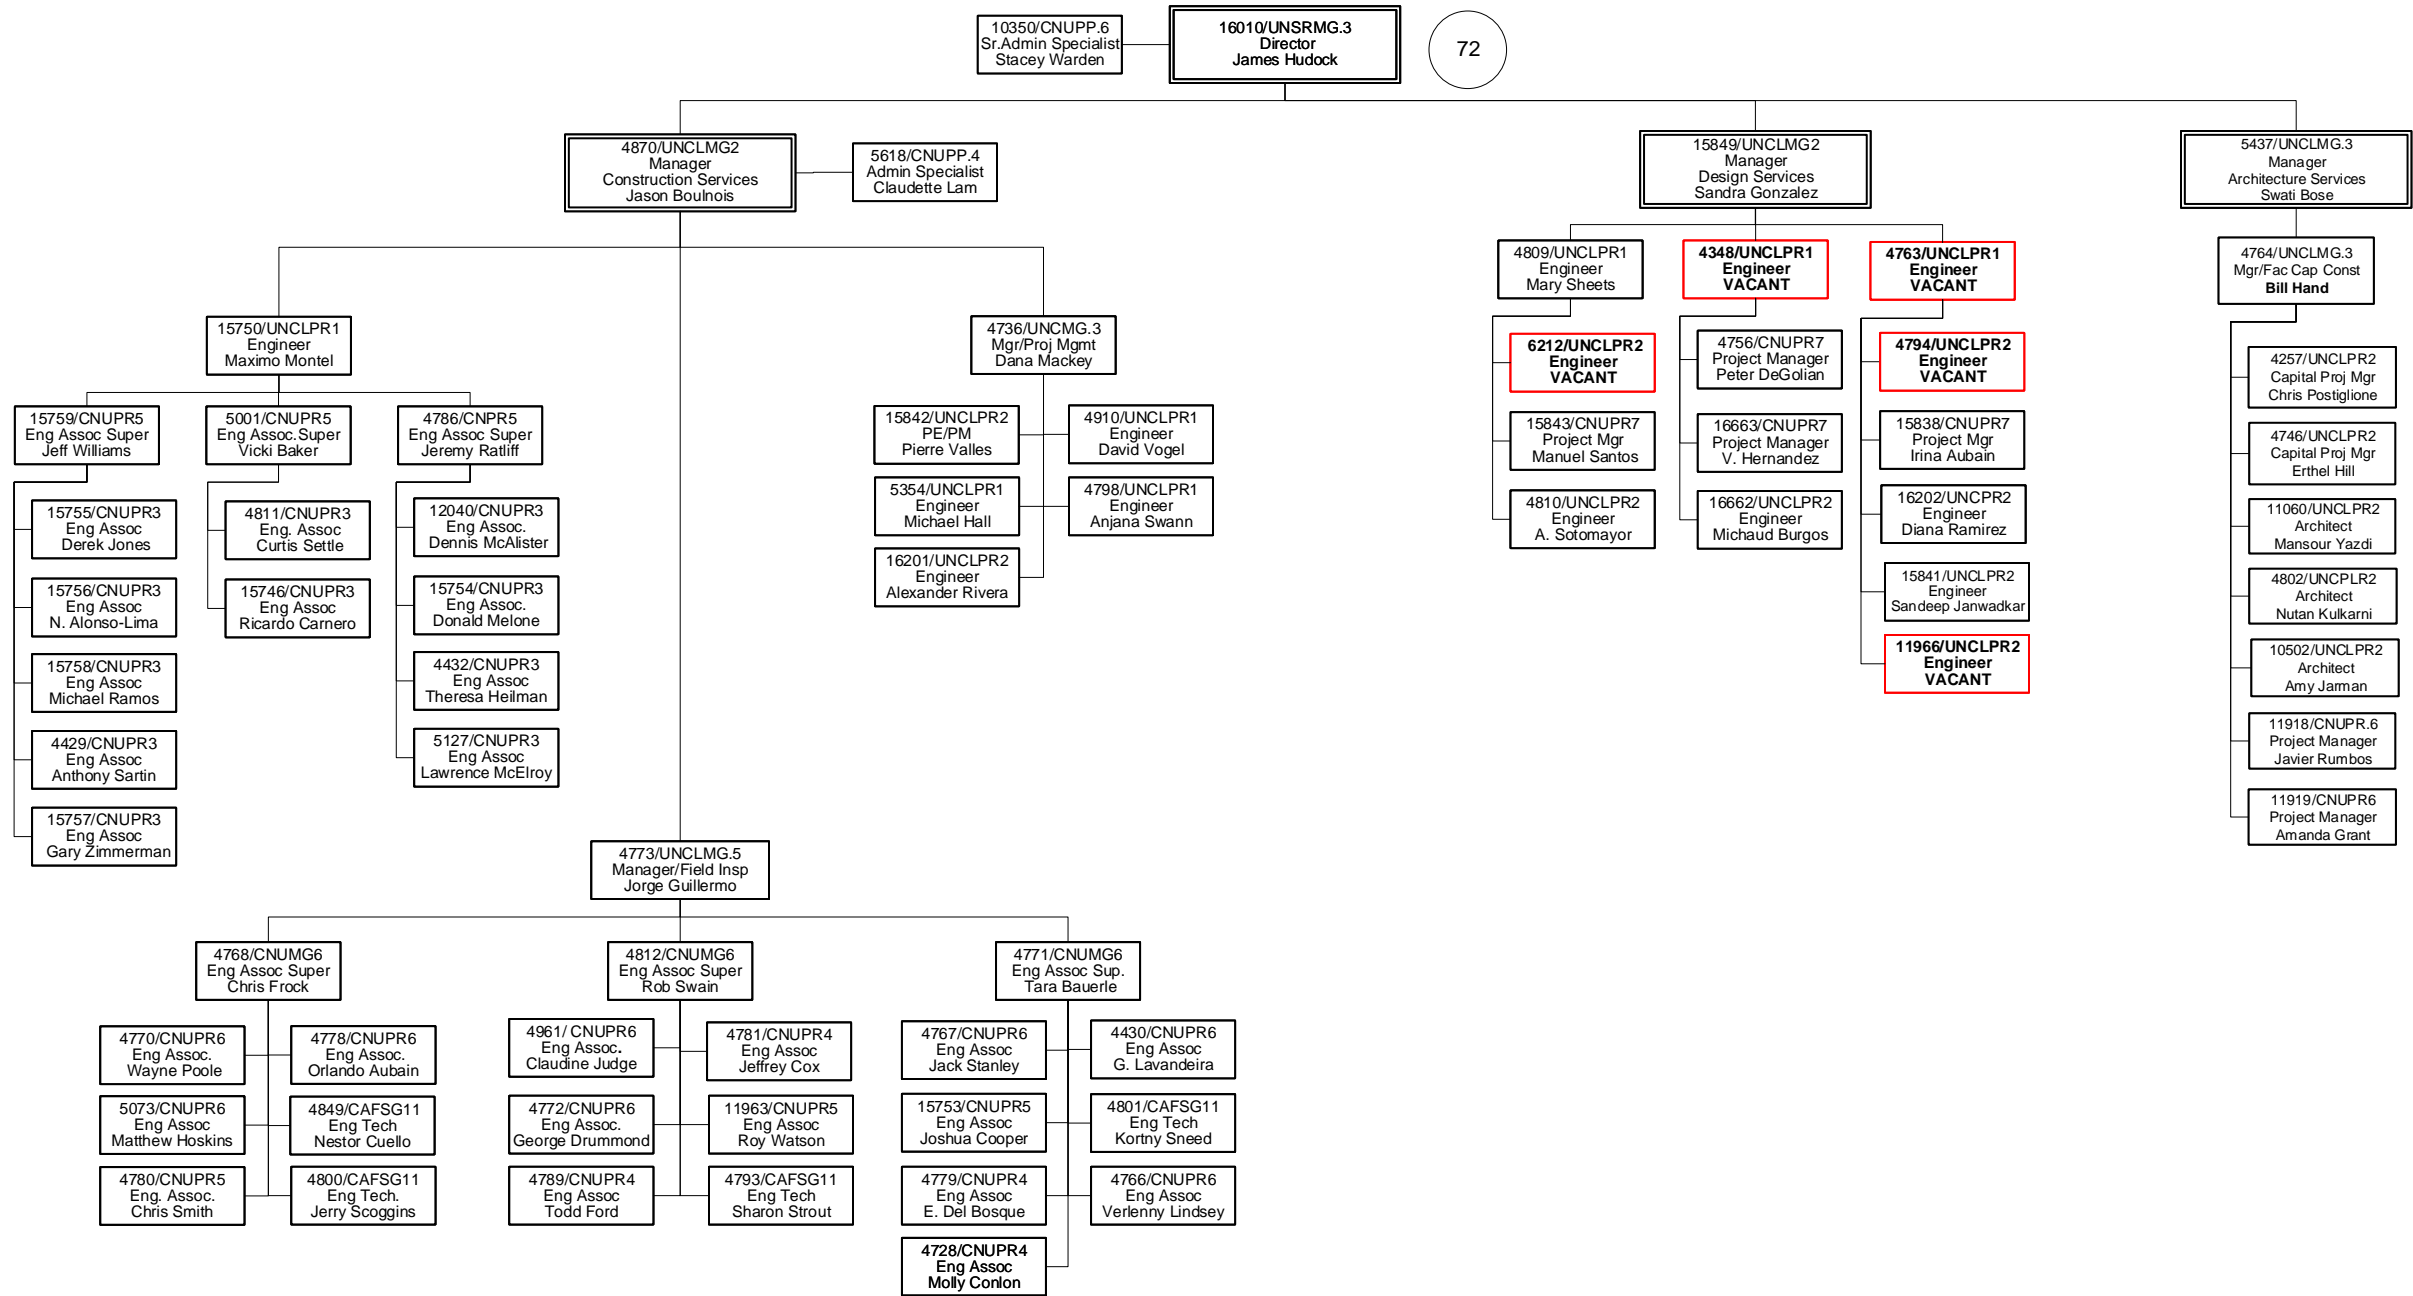 10350/CNUPP.6
Sr.Admin Specialist
Stacey Warden
16010/UNSRMG.3
Director
James Hudock
72
4870/UNCLMG2
Manager
Construction Services
Jason Boulnois
5618/CNUPP.4
Admin Specialist
Claudette Lam
15849/UNCLMG2
Manager
Design Services
Sandra Gonzalez
5437/UNCLMG.3
Manager
Architecture Services
Swati Bose
15750/UNCLPR1
Engineer
Maximo Montel
4736/UNCMG.3
Mgr/Proj Mgmt
Dana Mackey
4809/UNCLPR1
Engineer
Mary Sheets
4348/UNCLPR1
Engineer
VACANT
4763/UNCLPR1
Engineer
VACANT
4764/UNCLMG.3
Mgr/Fac Cap Const
Bill Hand
15759/CNUPR5
Eng Assoc Super
Jeff Williams
5001/CNUPR5
Eng Assoc.Super
Vicki Baker
4786/CNPR5
Eng Assoc Super
Jeremy Ratliff
15755/CNUPR3
Eng Assoc
Derek Jones
15756/CNUPR3
Eng Assoc
N. Alonso-Lima
15758/CNUPR3
Eng Assoc
Michael Ramos
4429/CNUPR3
Eng Assoc
Anthony Sartin
15757/CNUPR3
Eng Assoc
Gary Zimmerman
4811/CNUPR3
Eng. Assoc
Curtis Settle
15746/CNUPR3
Eng Assoc
Ricardo Carnero
12040/CNUPR3
Eng Assoc.
Dennis McAlister
15754/CNUPR3
Eng Assoc.
Donald Melone
4432/CNUPR3
Eng Assoc
Theresa Heilman
5127/CNUPR3
Eng Assoc
Lawrence McElroy
15842/UNCLPR2
PE/PM
Pierre Valles
4910/UNCLPR1
Engineer
David Vogel
5354/UNCLPR1
Engineer
Michael Hall
4798/UNCLPR1
Engineer
Anjana Swann
16201/UNCLPR2
Engineer
Alexander Rivera
6212/UNCLPR2
Engineer
VACANT
15843/CNUPR7
Project Mgr
Manuel Santos
4810/UNCLPR2
Engineer
A. Sotomayor
4756/CNUPR7
Project Manager
Peter DeGolian
16663/CNUPR7
Project Manager
V. Hernandez
16662/UNCLPR2
Engineer
Michaud Burgos
4794/UNCLPR2
Engineer
VACANT
15838/CNUPR7
Project Mgr
Irina Aubain
16202/UNCPR2
Engineer
Diana Ramirez
15841/UNCLPR2
Engineer
Sandeep Janwadkar
11966/UNCLPR2
Engineer
VACANT
4257/UNCLPR2
Capital Proj Mgr
Chris Postiglione
4746/UNCLPR2
Capital Proj Mgr
Erthel Hill
11060/UNCLPR2
Architect
Mansour Yazdi
4802/UNCPLR2
Architect
Nutan Kulkarni
10502/UNCLPR2
Architect
Amy Jarman
11918/CNUPR.6
Project Manager
Javier Rumbos
11919/CNUPR6
Project Manager
Amanda Grant
4773/UNCLMG.5
Manager/Field Insp
Jorge Guillermo
4768/CNUMG6
Eng Assoc Super
Chris Frock
4812/CNUMG6
Eng Assoc Super
Rob Swain
4771/CNUMG6
Eng Assoc Sup.
Tara Bauerle
4770/CNUPR6
Eng Assoc.
Wayne Poole
4778/CNUPR6
Eng Assoc.
Orlando Aubain
5073/CNUPR6
Eng Assoc
Matthew Hoskins
4849/CAFSG11
Eng Tech
Nestor Cuello
4780/CNUPR5
Eng. Assoc.
Chris Smith
4800/CAFSG11
Eng Tech.
Jerry Scoggins
4961/ CNUPR6
Eng Assoc.
Claudine Judge
4781/CNUPR4
Eng Assoc
Jeffrey Cox
4772/CNUPR6
Eng Assoc.
George Drummond
11963/CNUPR5
Eng Assoc
Roy Watson
4789/CNUPR4
Eng Assoc
Todd Ford
4793/CAFSG11
Eng Tech
Sharon Strout
4767/CNUPR6
Eng Assoc
Jack Stanley
4430/CNUPR6
Eng Assoc
G. Lavandeira
15753/CNUPR5
Eng Assoc
Joshua Cooper
4801/CAFSG11
Eng Tech
Kortny Sneed
4779/CNUPR4
Eng Assoc
E. Del Bosque
4766/CNUPR6
Eng Assoc
Verlenny Lindsey
4728/CNUPR4
Eng Assoc
Molly Conlon